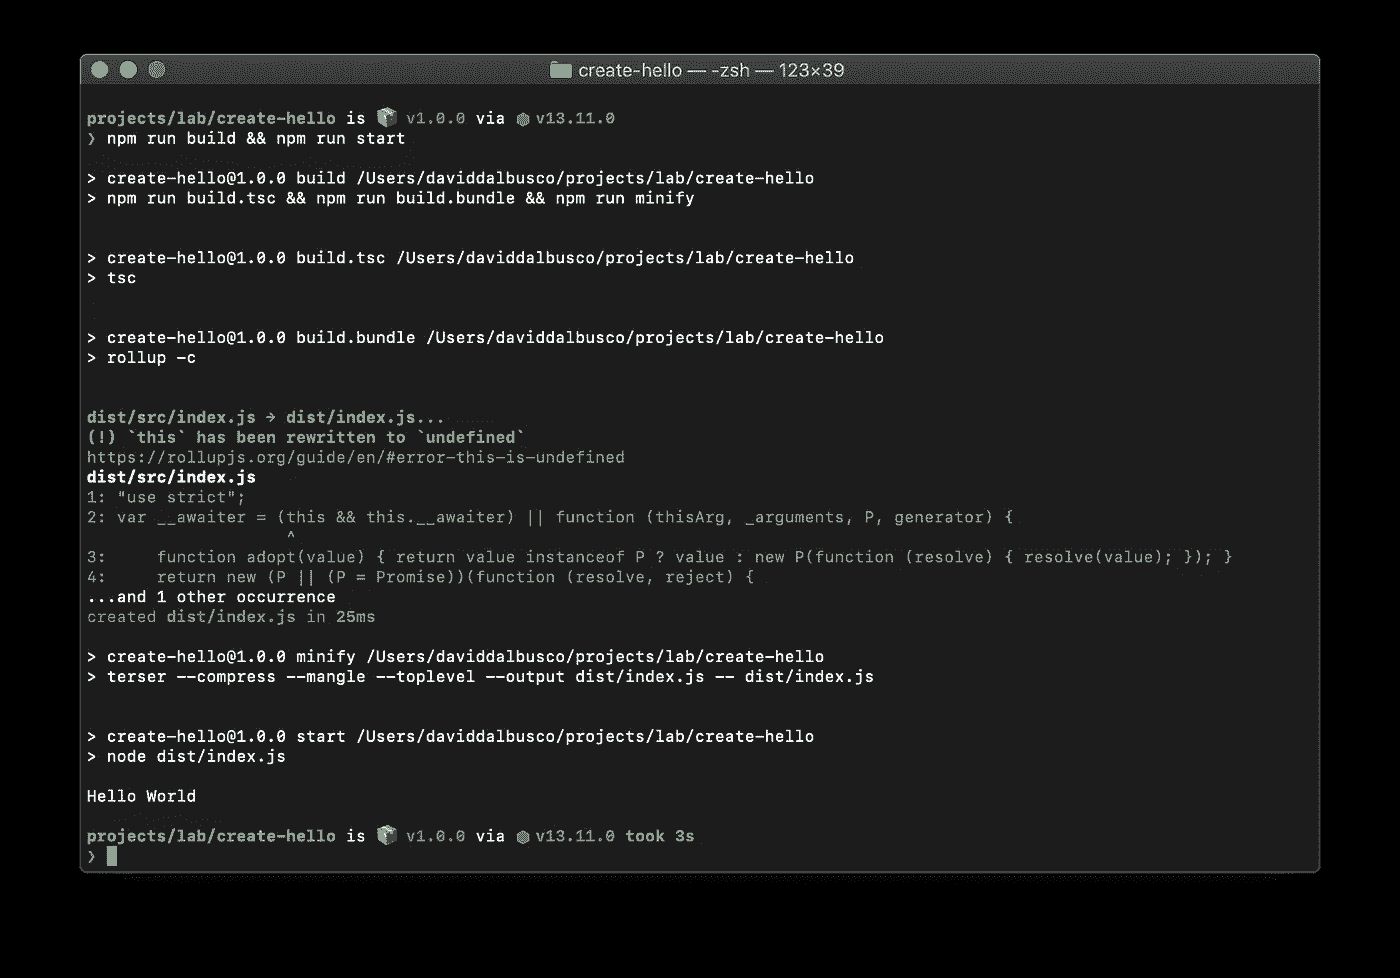 create-hello — -zsh — 123×39
projects/lab/create-hello is 📦 v1.0.0 via ⬢ v13.11.0
❯ npm run build && npm run start
> create-hello@1.0.0 build /Users/daviddalbusco/projects/lab/create-hello
> npm run build.tsc && npm run build.bundle && npm run minify
> create-hello@1.0.0 build.tsc /Users/daviddalbusco/projects/lab/create-hello
> tsc
> create-hello@1.0.0 build.bundle /Users/daviddalbusco/projects/lab/create-hello
> rollup -c
dist/src/index.js → dist/index.js...
(!) `this` has been rewritten to `undefined`
https://rollupjs.org/guide/en/#error-this-is-undefined
dist/src/index.js
1: "use strict";
2: var __awaiter = (this && this.__awaiter) || function (thisArg, _arguments, P, generator) {
^
3:     function adopt(value) { return value instanceof P ? value : new P(function (resolve) { resolve(value); }); }
4:     return new (P || (P = Promise))(function (resolve, reject) {
...and 1 other occurrence
created dist/index.js in 25ms
> create-hello@1.0.0 minify /Users/daviddalbusco/projects/lab/create-hello
> terser --compress --mangle --toplevel --output dist/index.js -- dist/index.js
> create-hello@1.0.0 start /Users/daviddalbusco/projects/lab/create-hello
> node dist/index.js
Hello World
projects/lab/create-hello is 📦 v1.0.0 via ⬢ v13.11.0 took 3s
❯